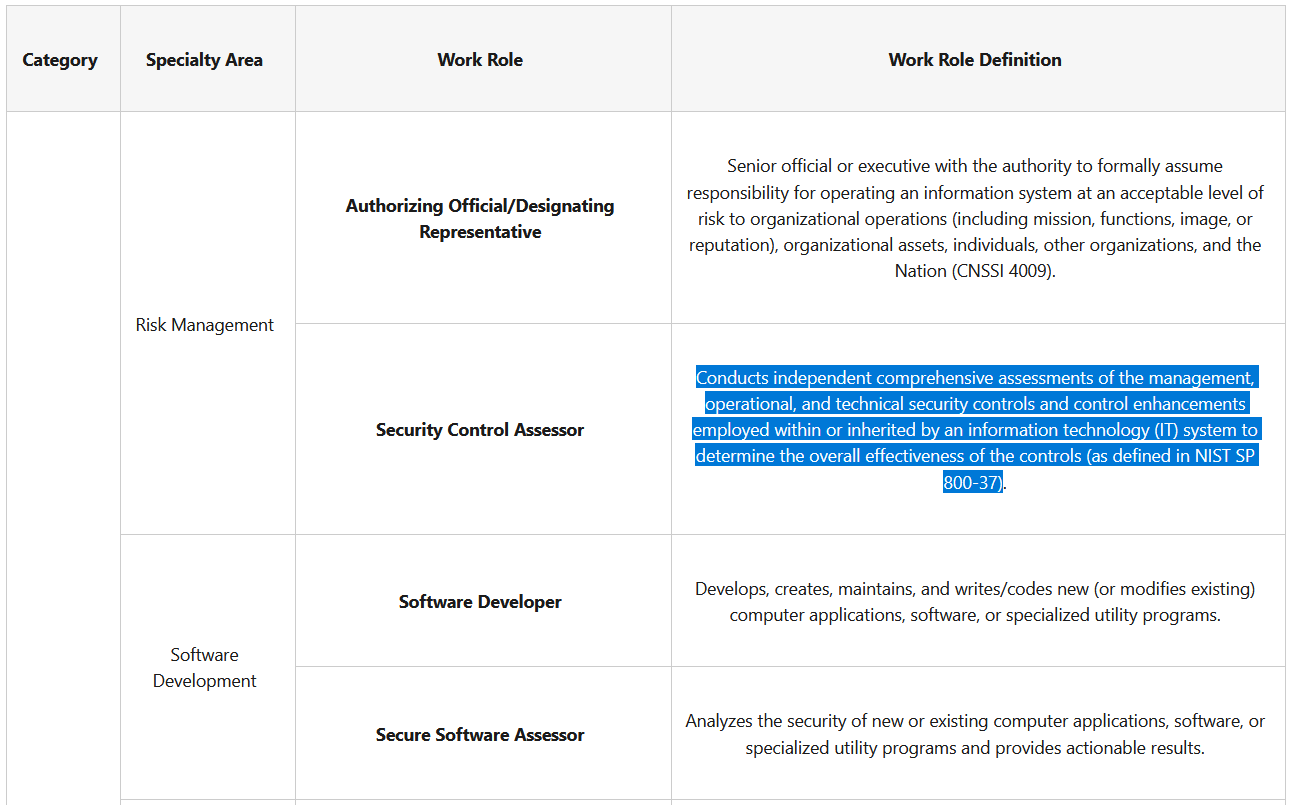 Category
Specialty Area
Work Role
Work Role Definition
Risk Management
Authorizing Official/Designating
Representative
Senior official or executive with the authority to formally assume
responsibility for operating an information system at an acceptable level of
risk to organizational operations (including mission, functions, image, or
reputation), organizational assets, individuals, other organizations, and the
Nation (CNSSI 4009).
Security Control Assessor
Conducts independent comprehensive assessments of the management,
operational, and technical security controls and control enhancements
employed within or inherited by an information technology (IT) system to
determine the overall effectiveness of the controls (as defined in NIST SP
800-37).
Software
Development
Software Developer
Develops, creates, maintains, and writes/codes new (or modifies existing)
computer applications, software, or specialized utility programs.
Secure Software Assessor
Analyzes the security of new or existing computer applications, software, or
specialized utility programs and provides actionable results.